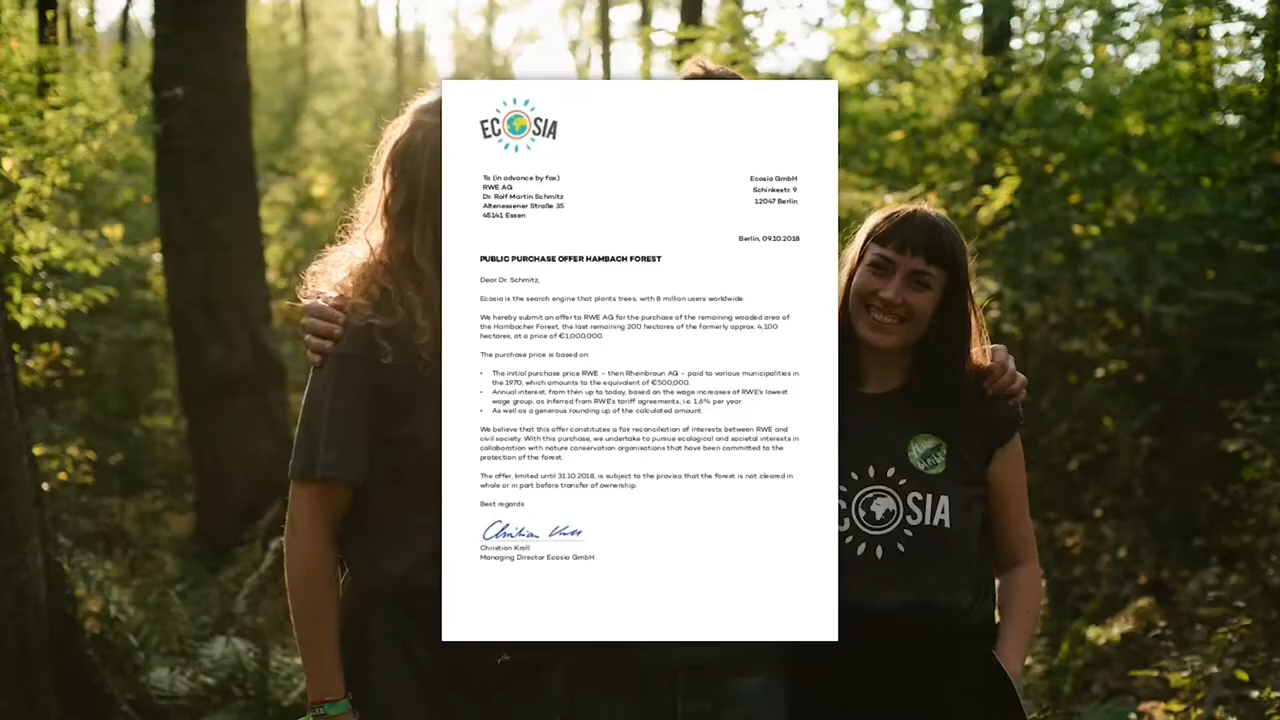 ECOSIA
To (in advance by fax)
RWE AG
Dr. Rolf Martin Schmitz
Altenessener Straße 35
45141 Essen
Ecosia GmbH
Schinkestr. 9
12047 Berlin
Berlin, 09.10.2018
PUBLIC PURCHASE OFFER HAMBACH FOREST
Dear Dr. Schmitz,
Ecosia is the search engine that plants trees, with 8 million users worldwide.
We hereby submit an offer to RWE AG for the purchase of the remaining wooded area of
the Hambacher Forest, the last remaining 200 hectares of the formerly approx. 4,100
hectares, at a price of €1,000,000
The purchase price is based on:
• The initial purchase price RWE – then Rheinbraun AG – paid to various municipalities in
the 1970, which amounts to the equivalent of €500,000.
• Annual interest, from then up to today, based on the wage increases of RWE's lowest
wage group, as inferred from RWE's tariff agreements, i.e. 1,6% per year.
• As well as a generous rounding up of the calculated amount.
We believe that this offer constitutes a fair reconciliation of interests between RWE and
civil society. With this purchase, we undertake to pursue ecological and societal interests in
collaboration with nature conservation organisations that have been committed to the
protection of the forest.
The offer, limited until 31.10.2018, is subject to the proviso that the forest is not cleared in
whole or in part before transfer of ownership.
Best regards
Christian Kroll
Christian Kroll
Managing Director Ecosia GmbH
COSIA